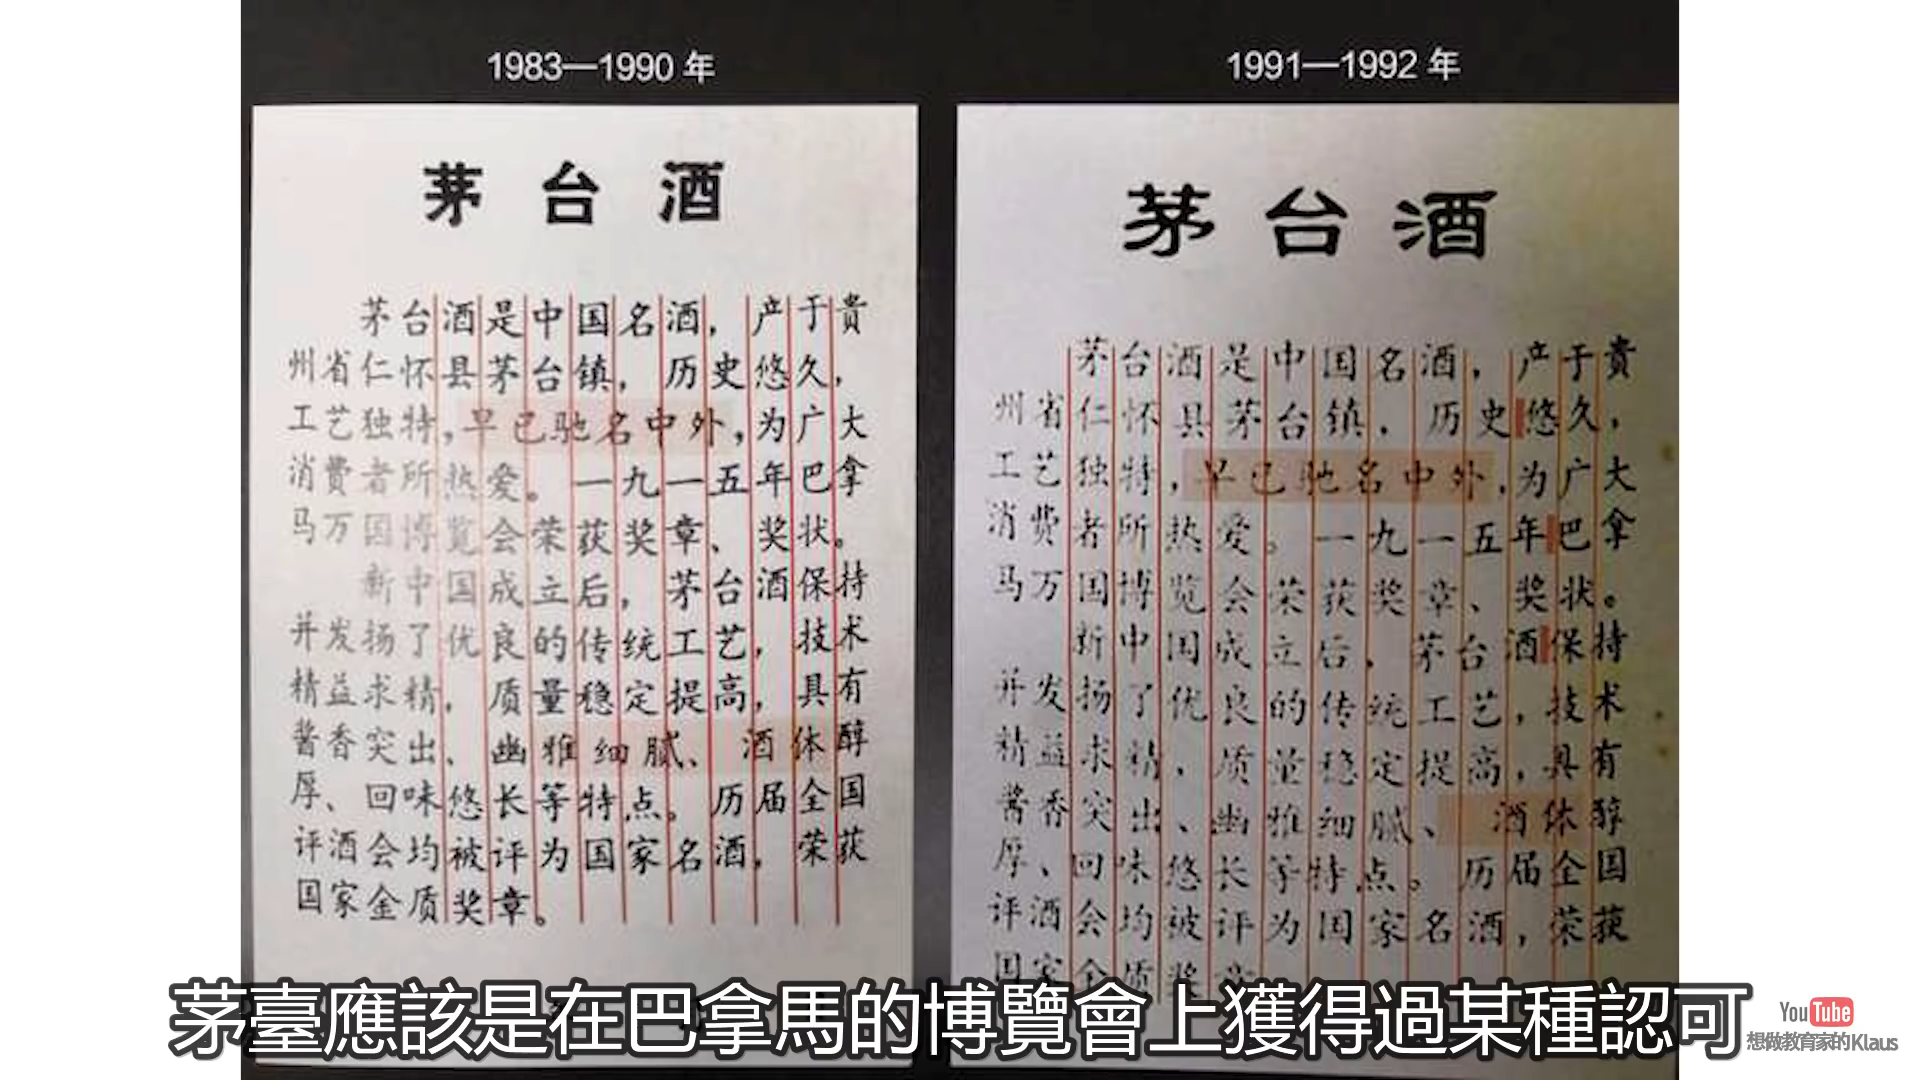 1983—1990 年
茅台酒
茅台酒是中国名酒，产于贵
州省仁怀县茅台镇，历史悠久，
工艺独特，早已驰名中外，为广大
消费者所热爱。一九一五年巴拿
马万国博览会荣获奖章、奖状。
新中国成立后，茅台酒保持
并发扬了优良的传统工艺，技术
精益求精，质量稳定提高，具有
酱香突出、幽雅细腻、酒体醇
厚、回味悠长等特点。历届全国
评酒会均被评为国家名酒，荣获
国家金质奖章。
1991—1992 年
茅台酒
茅台酒是中国名酒，产于贵
州省仁怀县茅台镇，历史悠久，
工艺独特，早已驰名中外，为广大
消费者所热爱。一九一五年巴拿
马万国博览会荣获奖章、奖状。
新中国成立后，茅台酒保持
并发扬了优良的传统工艺，技术
精益求精，质量稳定提高，具有
酱香突出、幽雅细腻、酒体醇
厚、回味悠长等特点。历届全国
评酒会均被评为国家名酒，荣获
国家金质奖章
茅臺應該是在巴拿馬的博覽會上獲得過某種認可
YouTube
想做教育家的Klaus